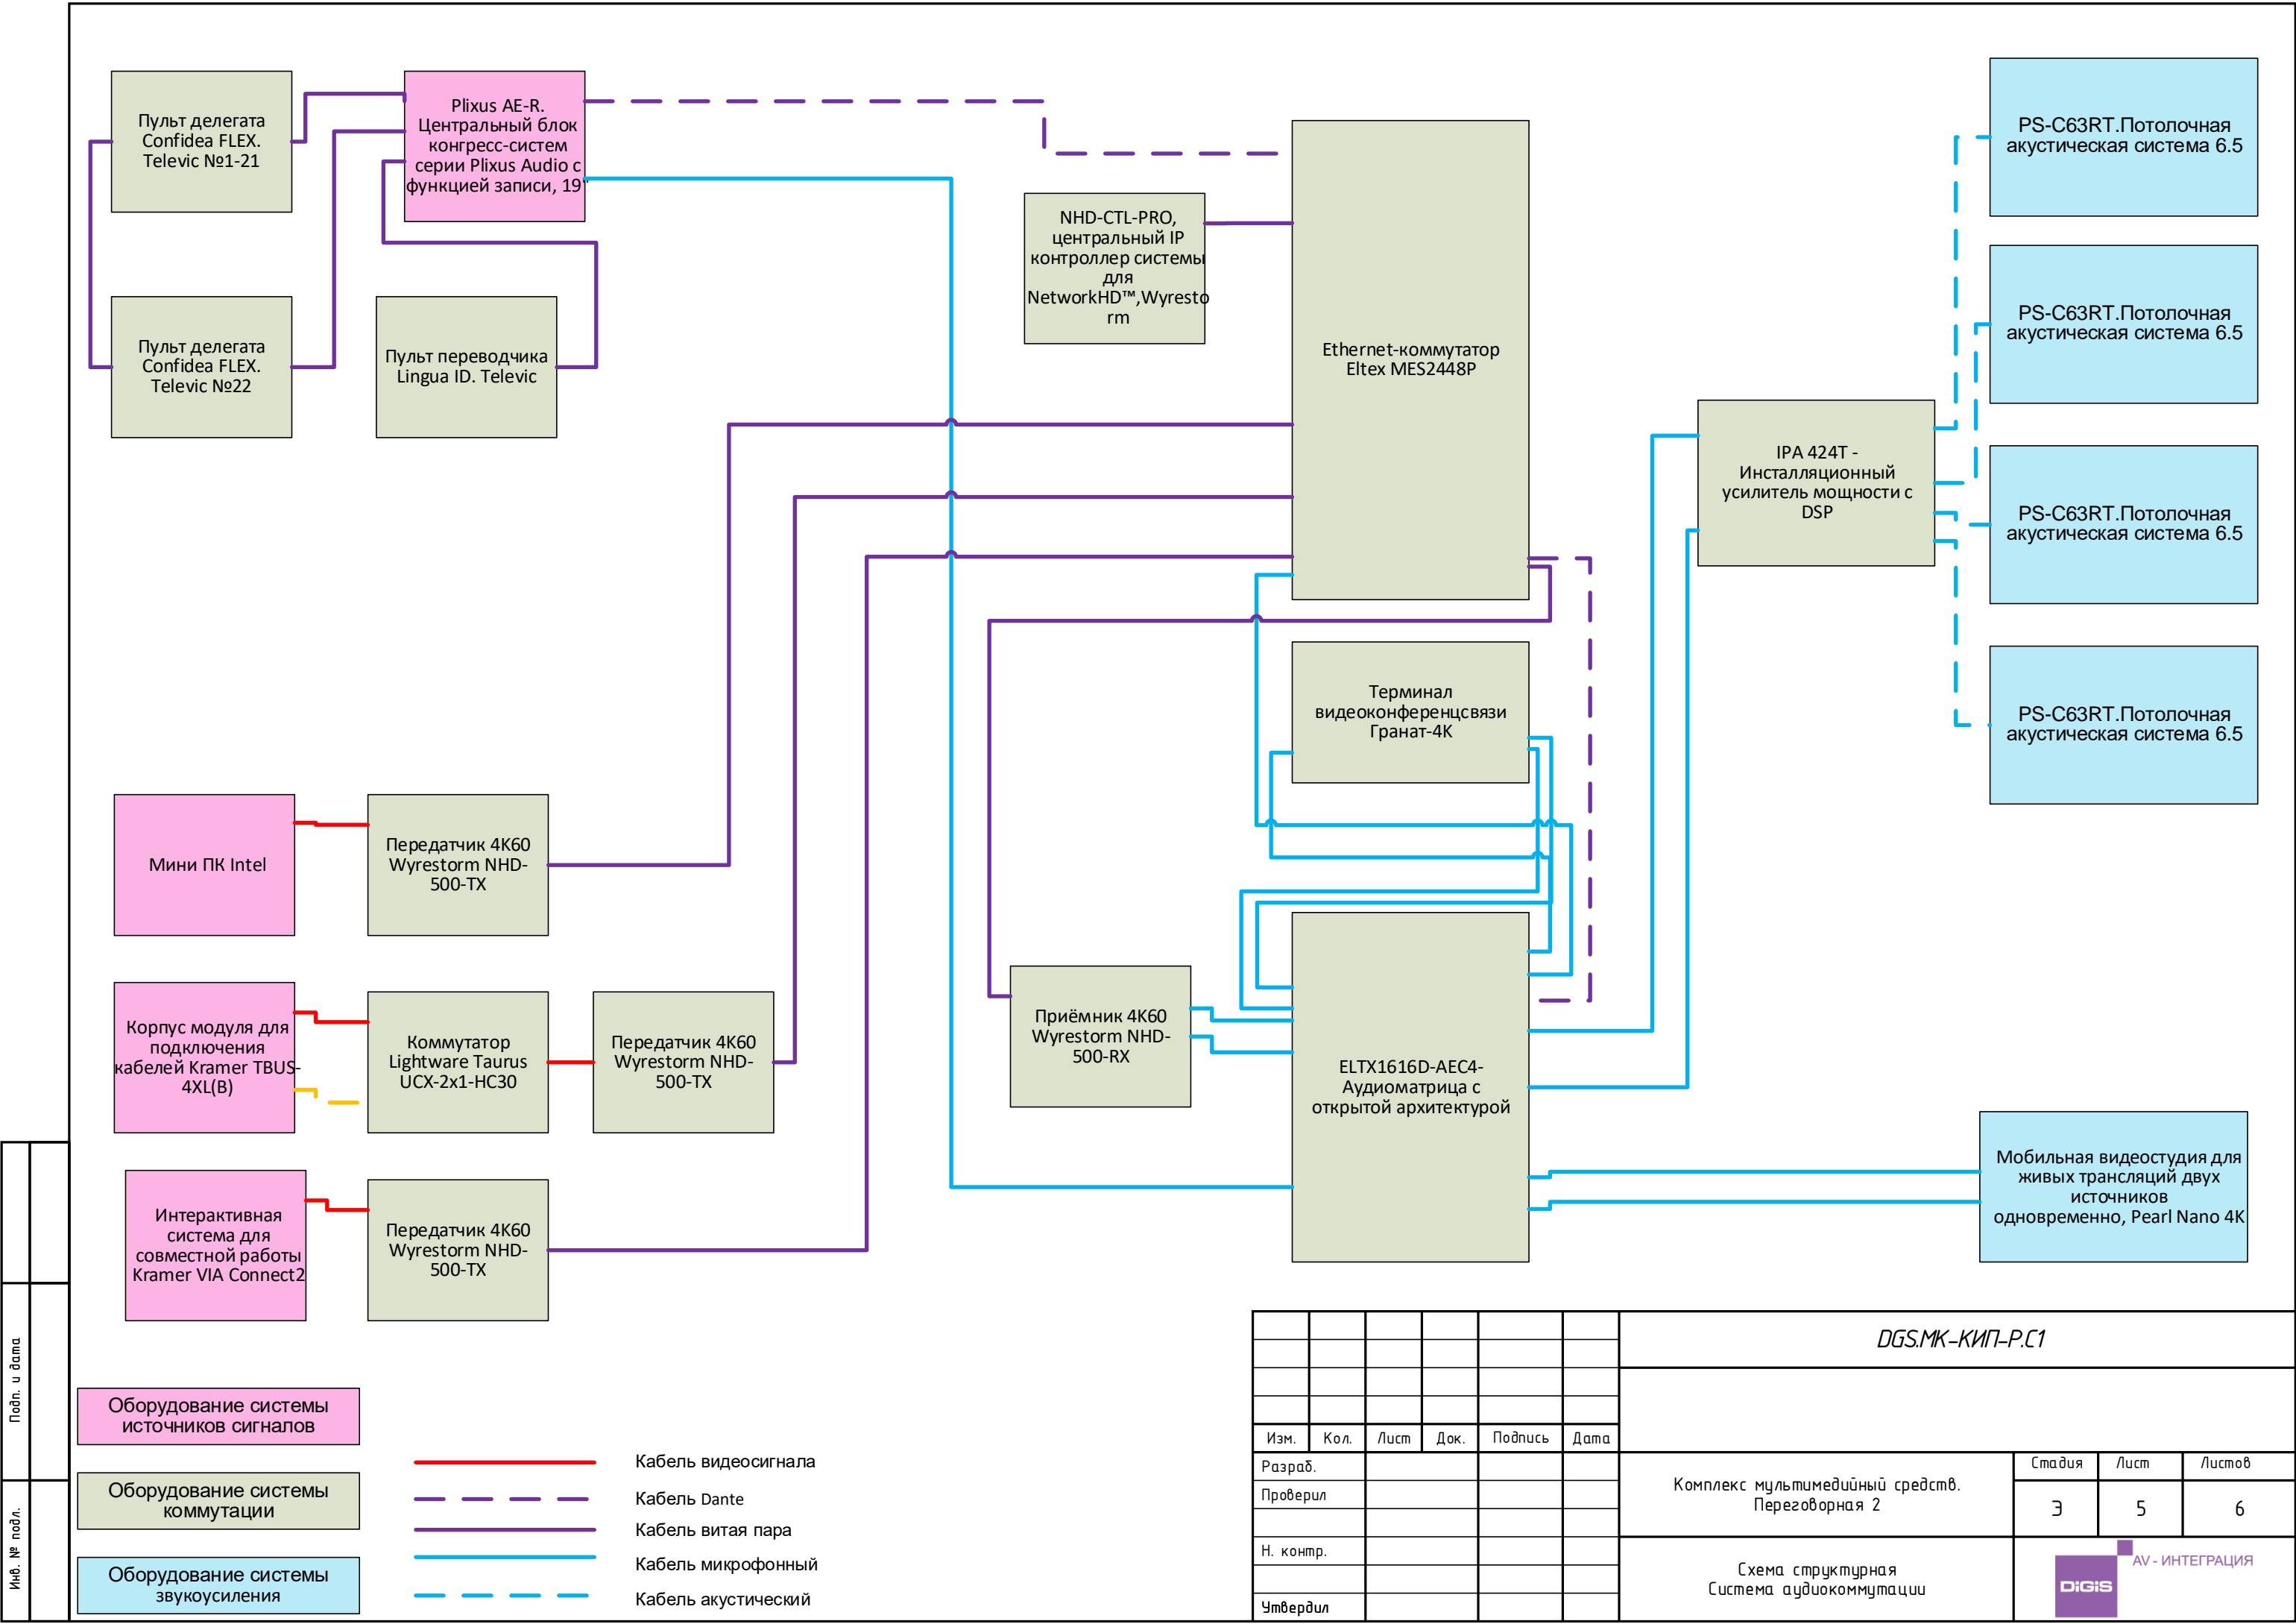 Пульт делегата
Confidea FLEX.
Televic №1-21
Plixus AE-R.
Центральный блок
конгресс-систем
серии Plixus Audio с
функцией записи, 19"
Пульт делегата
Confidea FLEX.
Televic №22
Пульт переводчика
Lingua ID. Televic
NHD-CTL-PRO,
центральный IP
контроллер системы
для
NetworkHD™,Wyresto
rm
Ethernet-коммутатор
Eltex MES2448P
PS-C63RT.Потолочная
акустическая система 6.5
PS-C63RT.Потолочная
акустическая система 6.5
PS-C63RT.Потолочная
акустическая система 6.5
PS-C63RT.Потолочная
акустическая система 6.5
IPA 424T -
Инсталляционный
усилитель мощности с
DSP
Терминал
видеоконференцсвязи
Гранат-4K
Мини ПК Intel
Передатчик 4K60
Wyrestorm NHD-
500-TX
Корпус модуля для
подключения
кабелей Kramer TBUS-
4XL(B)
Коммутатор
Lightware Taurus
UCX-2x1-HC30
Передатчик 4K60
Wyrestorm NHD-
500-TX
Приёмник 4K60
Wyrestorm NHD-
500-RX
ELTX1616D-AEC4-
Аудиоматрица с
открытой архитектурой
Интерактивная
система для
совместной работы
Kramer VIA Connect2
Передатчик 4K60
Wyrestorm NHD-
500-TX
Мобильная видеостудия для
живых трансляций двух
источников
одновременно, Pearl Nano 4K
Оборудование системы
источников сигналов
Оборудование системы
коммутации
Оборудование системы
звукоусиления
Кабель видеосигнала
Кабель Dante
Кабель витая пара
Кабель микрофонный
Кабель акустический
Подп. и дата
Инв. № подл.
DGS.MK-КИП-Р.С1
Изм. Кол. Лист Док. Подпись Дата
Разраб.
Проверил
Н. контр.
Утвердил
Комплекс мультимедийный средств.
Переговорная 2
Стадия Лист Листов
Э 5 6
Схема структурная
Система аудиокоммутации
DiGiS
AV - ИНТЕГРАЦИЯ